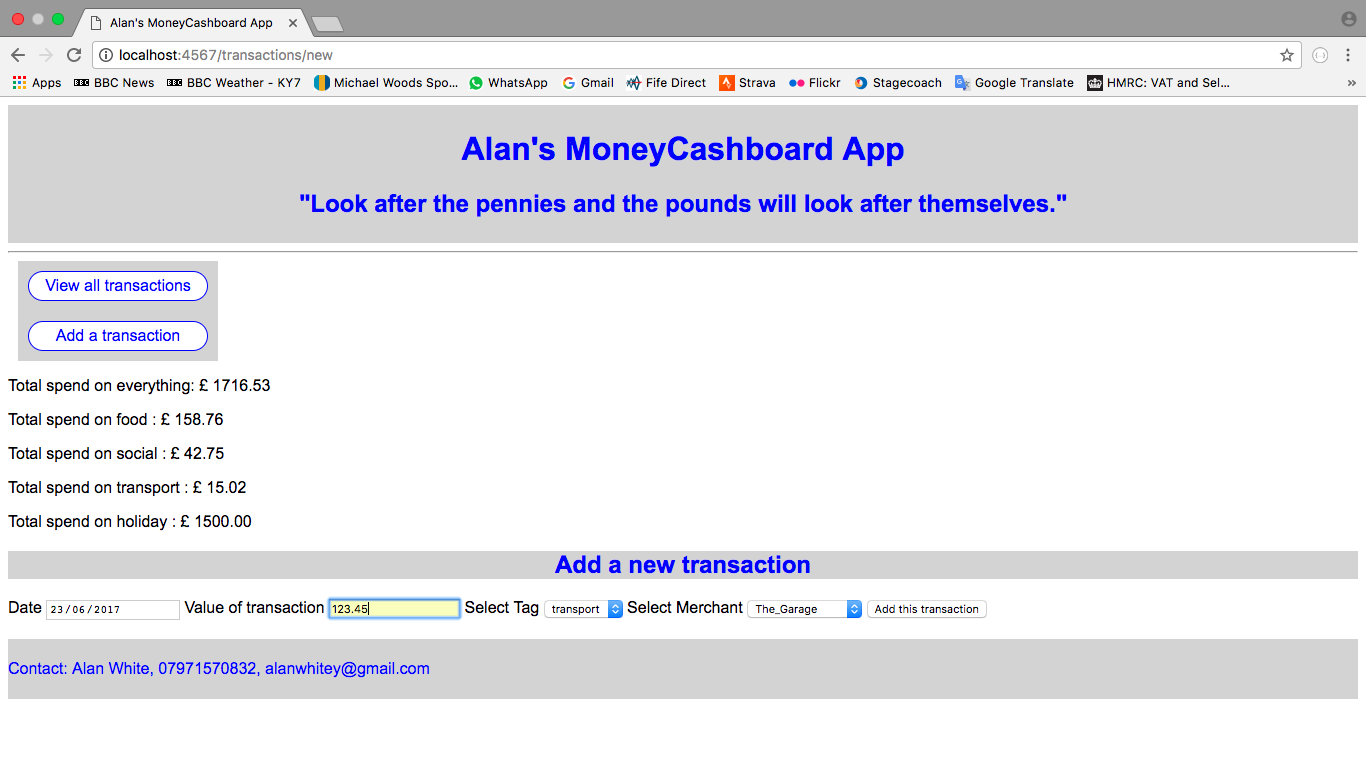 Alan's MoneyCashboard App
localhost:4567/transactions/new
Apps BBC NEWS BBC News BBC Weather - KY7 Michael Woods Spo... WhatsApp Gmail Fife Direct Strava Flickr Stagecoach Google Translate HMRC: VAT and Sel... »
Alan's MoneyCashboard App
"Look after the pennies and the pounds will look after themselves."
View all transactions
Add a transaction
Total spend on everything: £ 1716.53
Total spend on food : £ 158.76
Total spend on social : £ 42.75
Total spend on transport : £ 15.02
Total spend on holiday : £ 1500.00
Add a new transaction
Date 23/06/2017 Value of transaction 123.45 Select Tag transport Select Merchant The_Garage Add this transaction
Contact: Alan White, 07971570832, alanwhitey@gmail.com